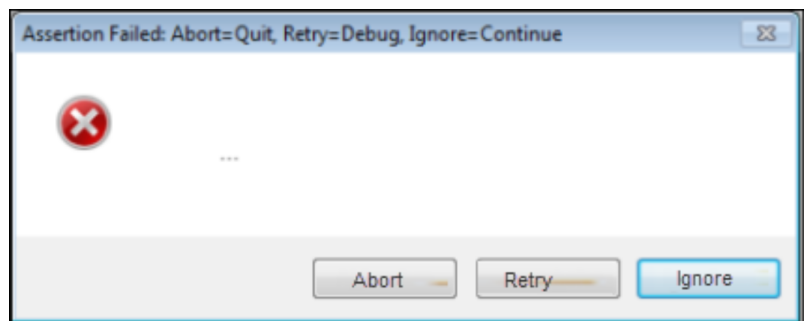 Assertion Failed: Abort=Quit, Retry=Debug, Ignore=Continue
...
Abort
Retry
Ignore